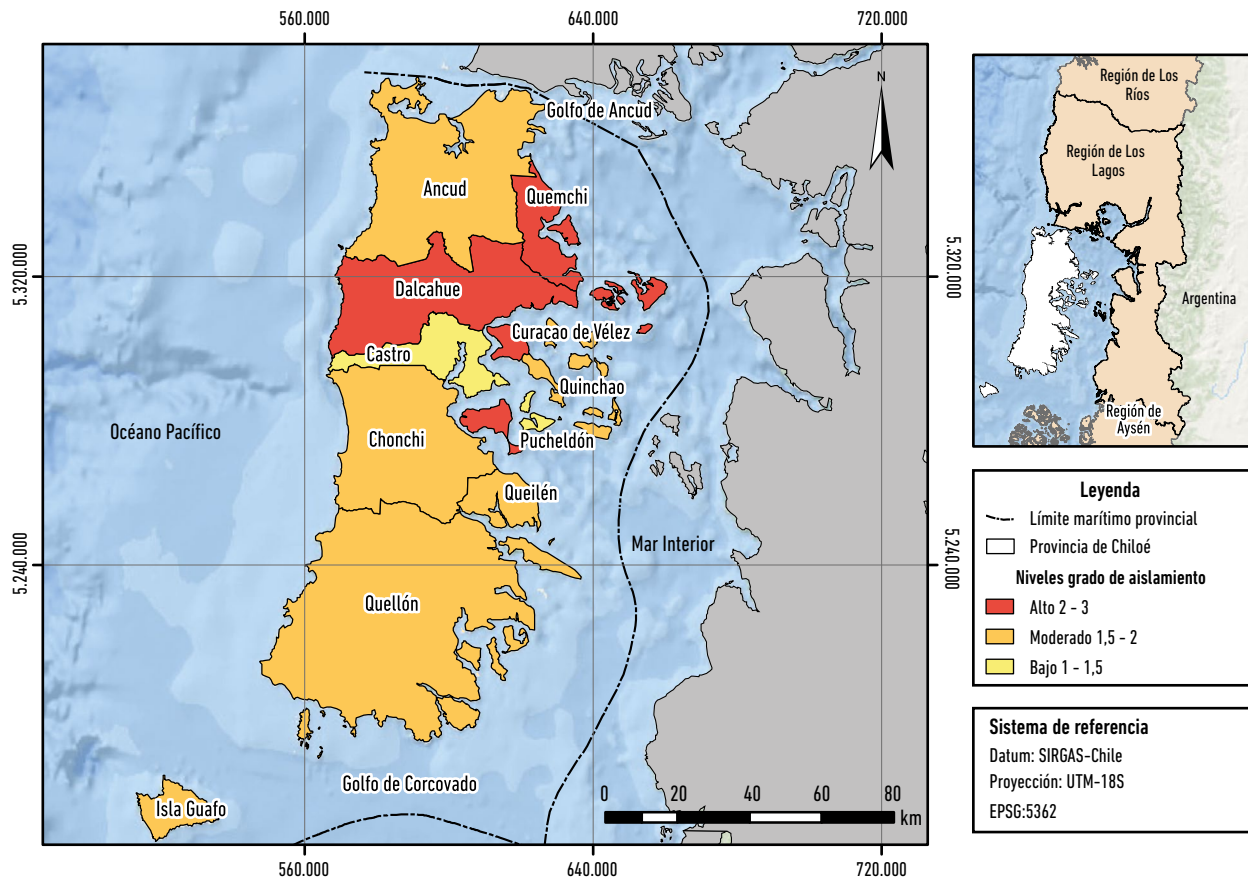 560.000
640.000
720.000
5.320.000
5.240.000
Golfo de Ancud
N
Ancud
Quemchi
Dalcahue
Curacao de Vélez
Castro
Quinchao
Océano Pacífico
Chonchi
Pucheldón
Queilén
Mar Interior
Quellón
Golfo de Corcovado
Isla Guafo
0
20
40
60
80
km
5.320.000
5.240.000
560.000
640.000
720.000
Región de Los
Ríos
Región de Los
Lagos
Argentina
Región de
Aysén
Leyenda
Límite marítimo provincial
Provincia de Chiloé
Niveles grado de aislamiento
Alto 2 - 3
Moderado 1,5 - 2
Bajo 1 - 1,5
Sistema de referencia
Datum: SIRGAS-Chile
Proyección: UTM-18S
EPSG:5362